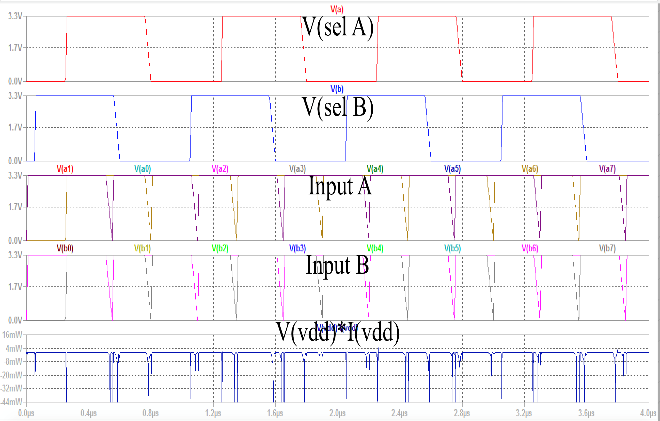 V(a)
3.3V
V(sel A)
1.7V
0.0V
V(b)
3.3V
V(sel B)
1.7V
0.0V
V(a1) V(a0) V(a2) V(a3) V(a4) V(a5) V(a6) V(a7)
3.3V
Input A
1.7V
0.0V
V(b0) V(b1) V(b2) V(b3) V(b4) V(b5) V(b6) V(b7)
3.3V
Input B
1.7V
0.0V
V(vdd)*I(vdd)
16mW
4mW
-8mW
-20mW
-32mW
-44mW
0.0µs 0.4µs 0.8µs 1.2µs 1.6µs 2.0µs 2.4µs 2.8µs 3.2µs 3.6µs 4.0µs